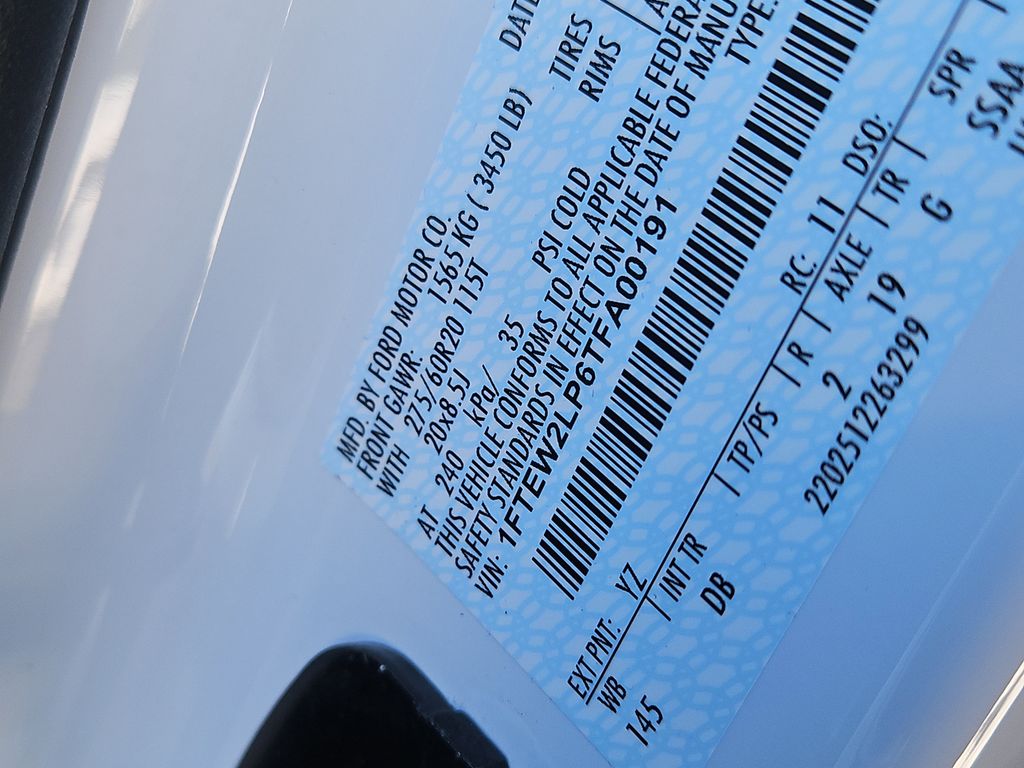 MFD. BY FORD MOTOR CO.
DATE
FRONT GAWR: 1565 KG ( 3450 LB)
WITH 275/60R20 115T TIRES
20x8.5J RIMS
AT 240 kPa/ 35 PSI COLD
THIS VEHICLE CONFORMS TO ALL APPLICABLE FEDERA
SAFETY STANDARDS IN EFFECT ON THE DATE OF MANU
VIN: 1FTEW2LP6TFA00191
TYPE:
EXT PNT: YZ RC: 11 DSO:
WB | INT TR | TP/PS | R | AXLE | TR | SPR
145 DB 2 19 G SSAA
22025122263299